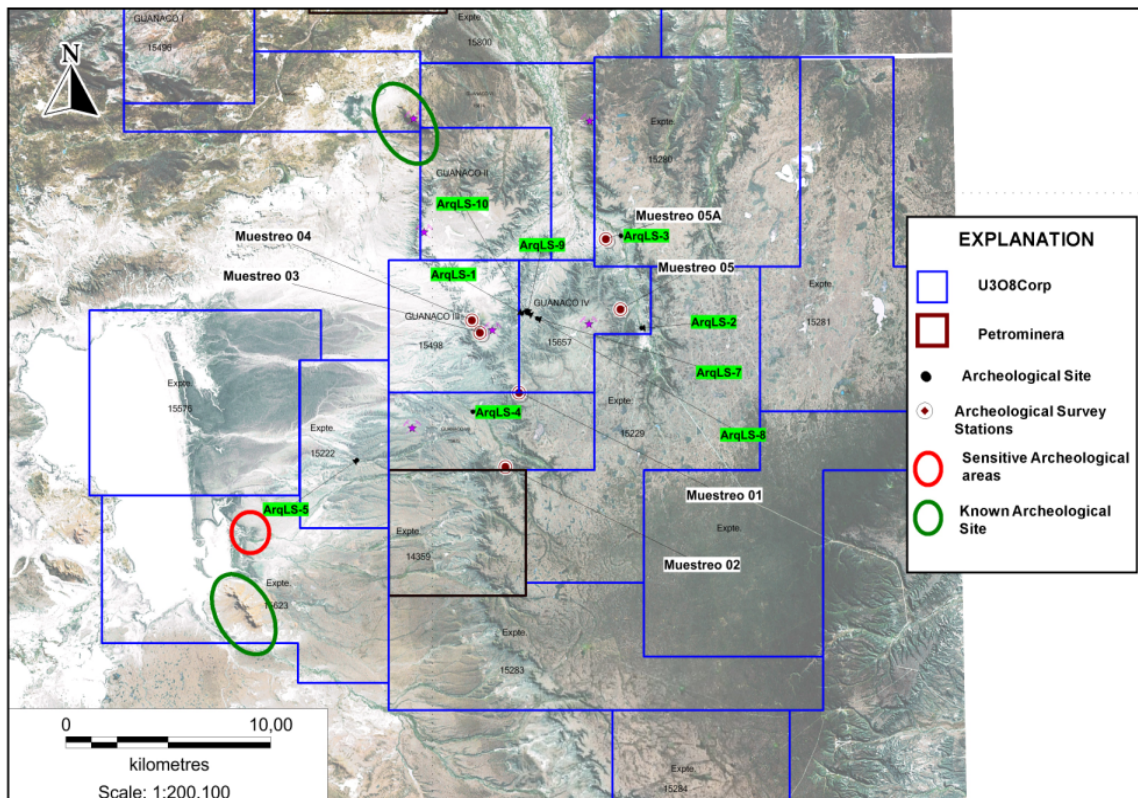 GUANACO I
15496
Expte.
15800
N
Expte.
15280
GUANACO II
ArqLS-10
Muestreo 05A
Muestreo 04
ArqLS-9
ArqLS-3
Muestreo 03
ArqLS-1
Muestreo 05
GUANACO III
GUANACO IV
15498
15657
ArqLS-2
Expte.
15281
ArqLS-7
Expte.
15576
Expte.
15222
ArqLS-4
Expte.
15229
ArqLS-8
ArqLS-5
Muestreo 01
Expte.
14359
Expte.
Muestreo 02
Expte.
Expte.
15283
Expte.
15284
EXPLANATION
U3O8Corp
Petrominera
Archeological Site
Archeological Survey
Stations
Sensitive Archeological
areas
Known Archeological
Site
0 10,00
kilometres
Scale: 1:200,100